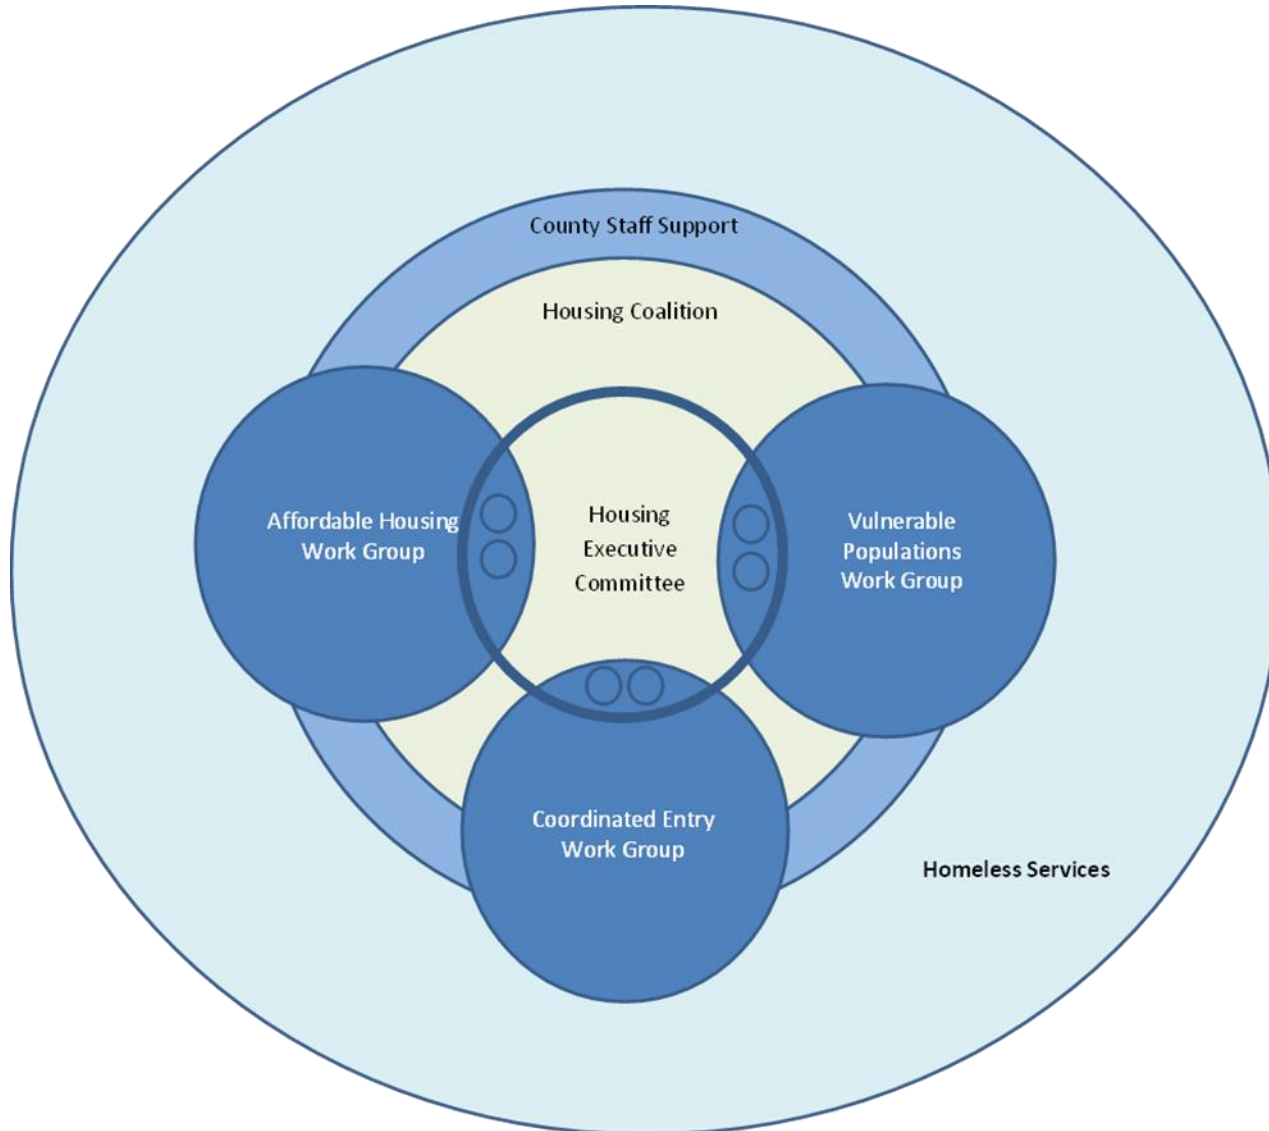 County Staff Support
Housing Coalition
Housing
Executive
Committee
Affordable Housing
Work Group
Vulnerable
Populations
Work Group
Coordinated Entry
Work Group
Homeless Services